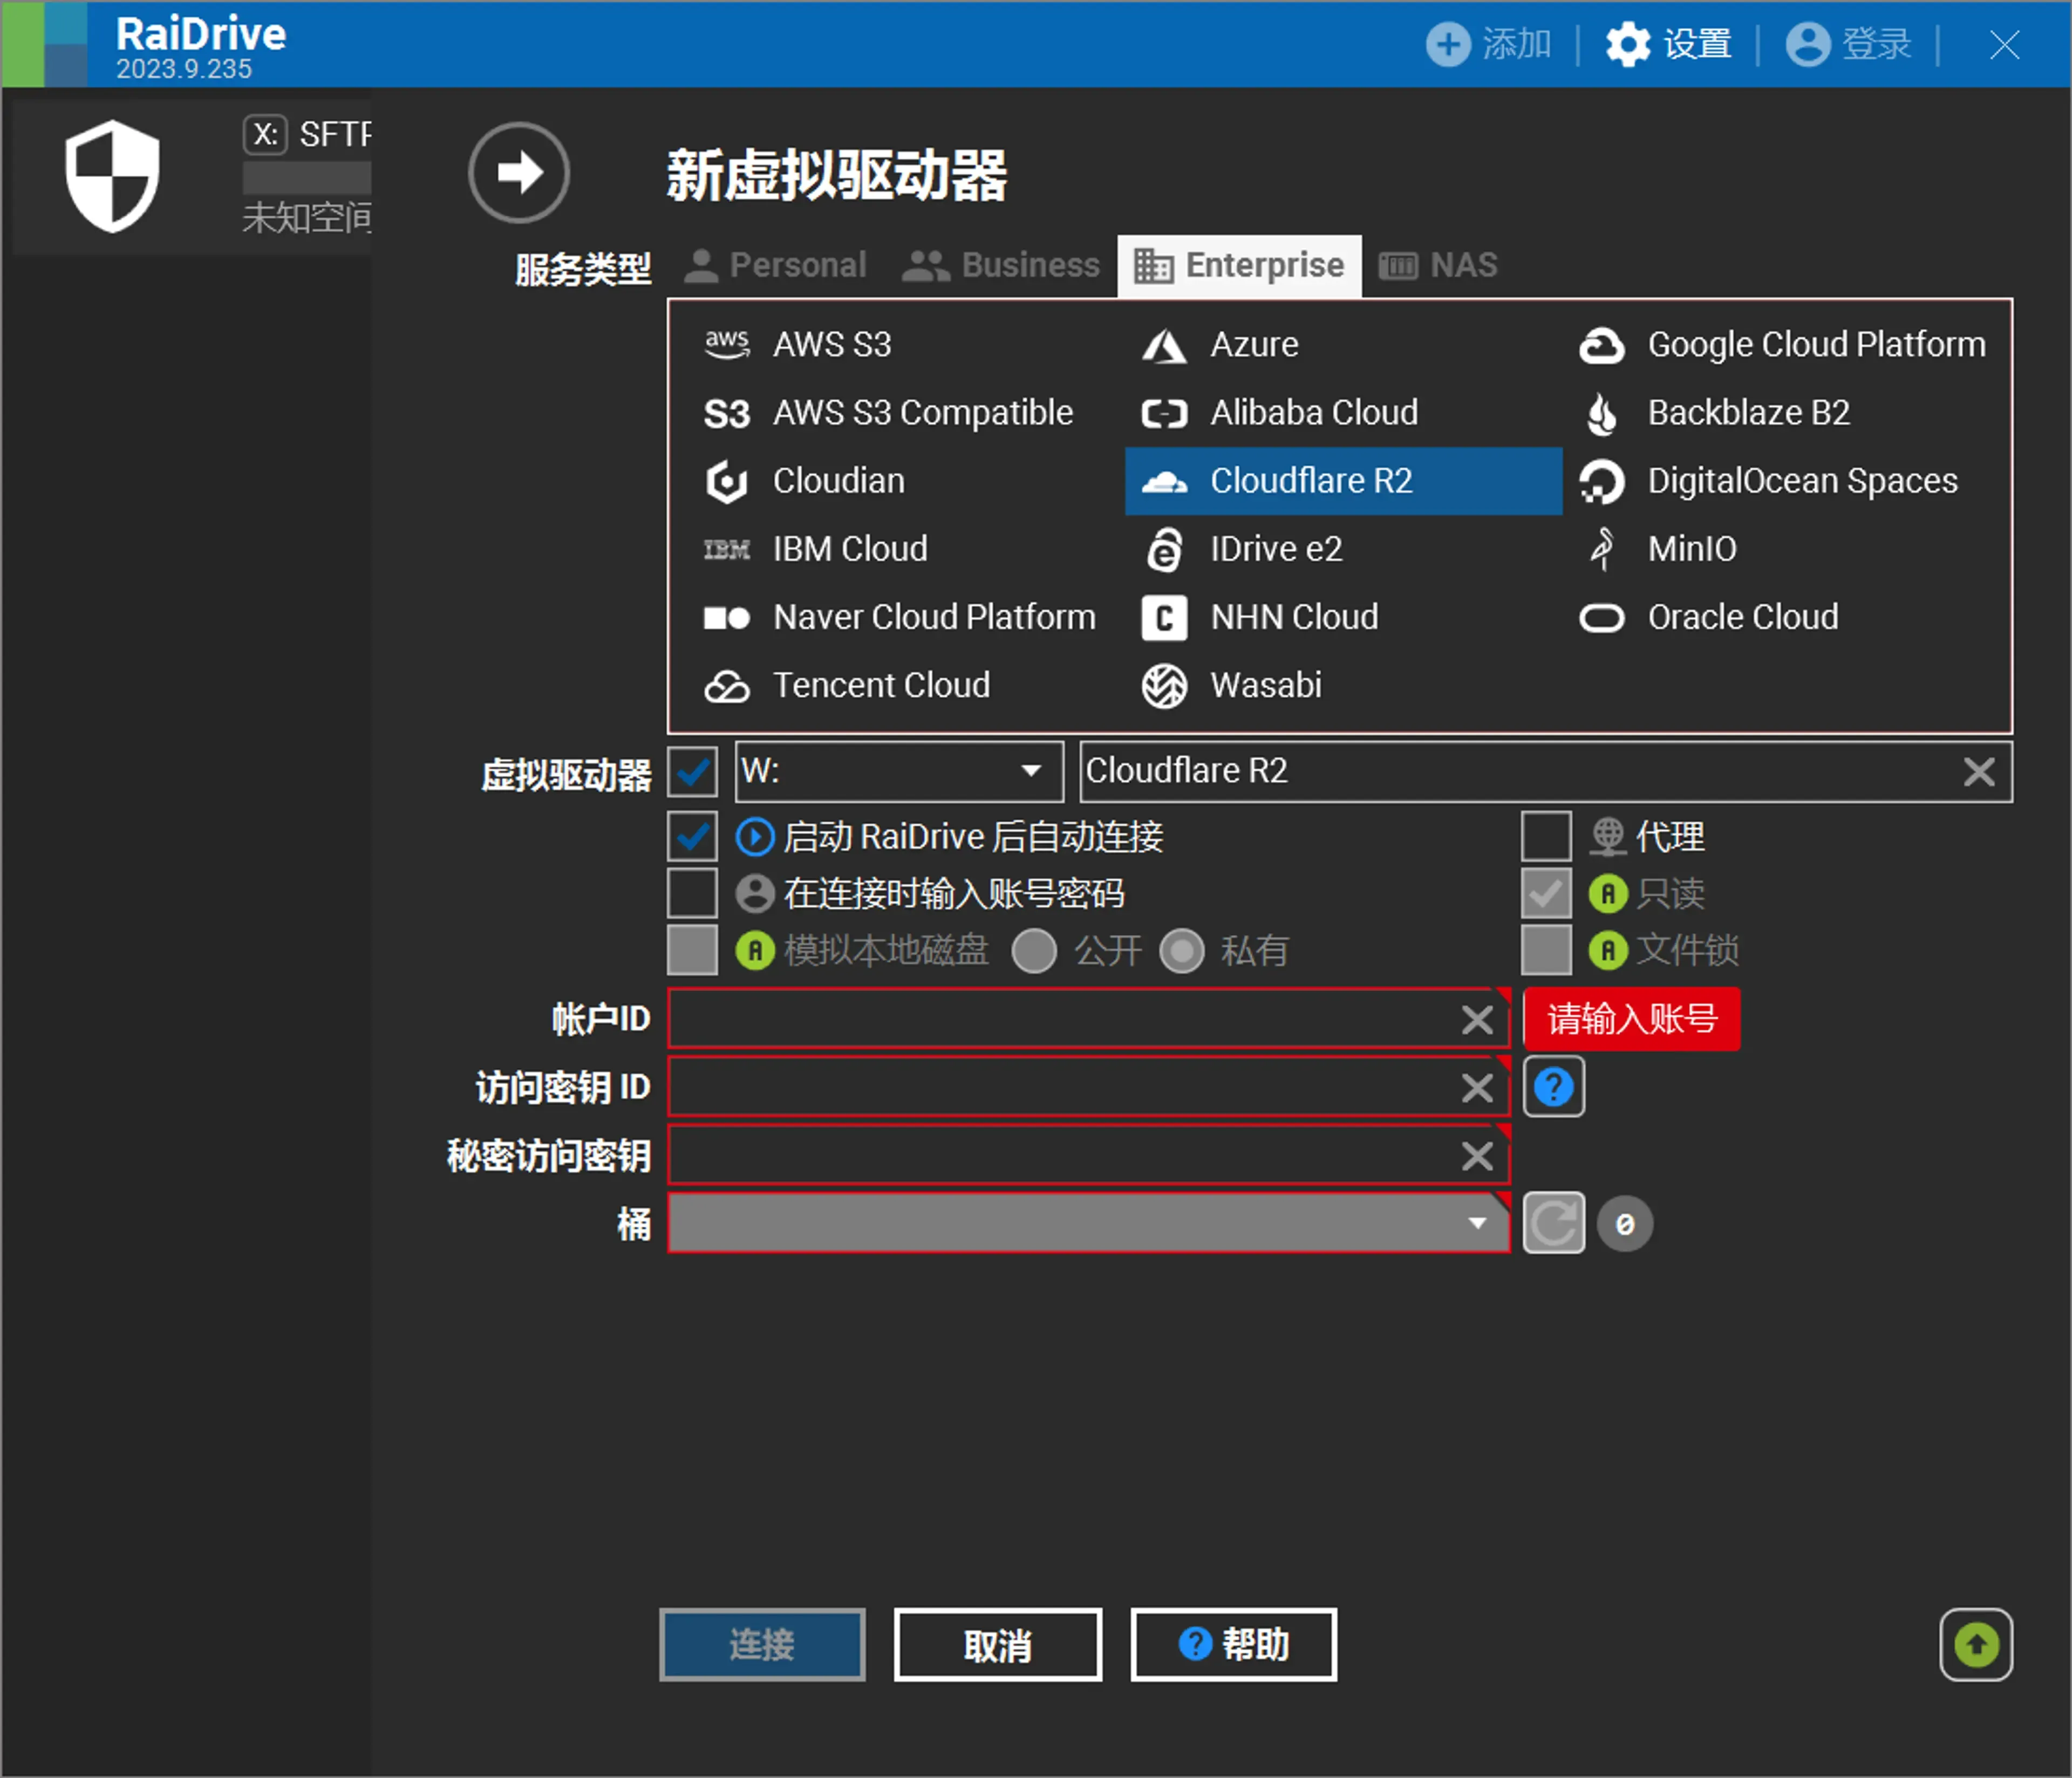 RaiDrive
2023.9.235
添加
设置
登录
X: SFTP
未知空间
新虚拟驱动器
服务类型
Personal
Business
Enterprise
NAS
aws AWS S3
Azure
Google Cloud Platform
S3 AWS S3 Compatible
Alibaba Cloud
Backblaze B2
Cloudian
Cloudflare R2
DigitalOcean Spaces
IBM IBM Cloud
IDrive e2
MinIO
Naver Cloud Platform
C NHN Cloud
Oracle Cloud
Tencent Cloud
Wasabi
虚拟驱动器 W: Cloudflare R2
启动 RaiDrive 后自动连接
代理
在连接时输入账号密码
A 只读
A 模拟本地磁盘 公开 私有
A 文件锁
帐户ID
请输入账号
访问密钥 ID
?
秘密访问密钥
桶
0
连接
取消
? 帮助